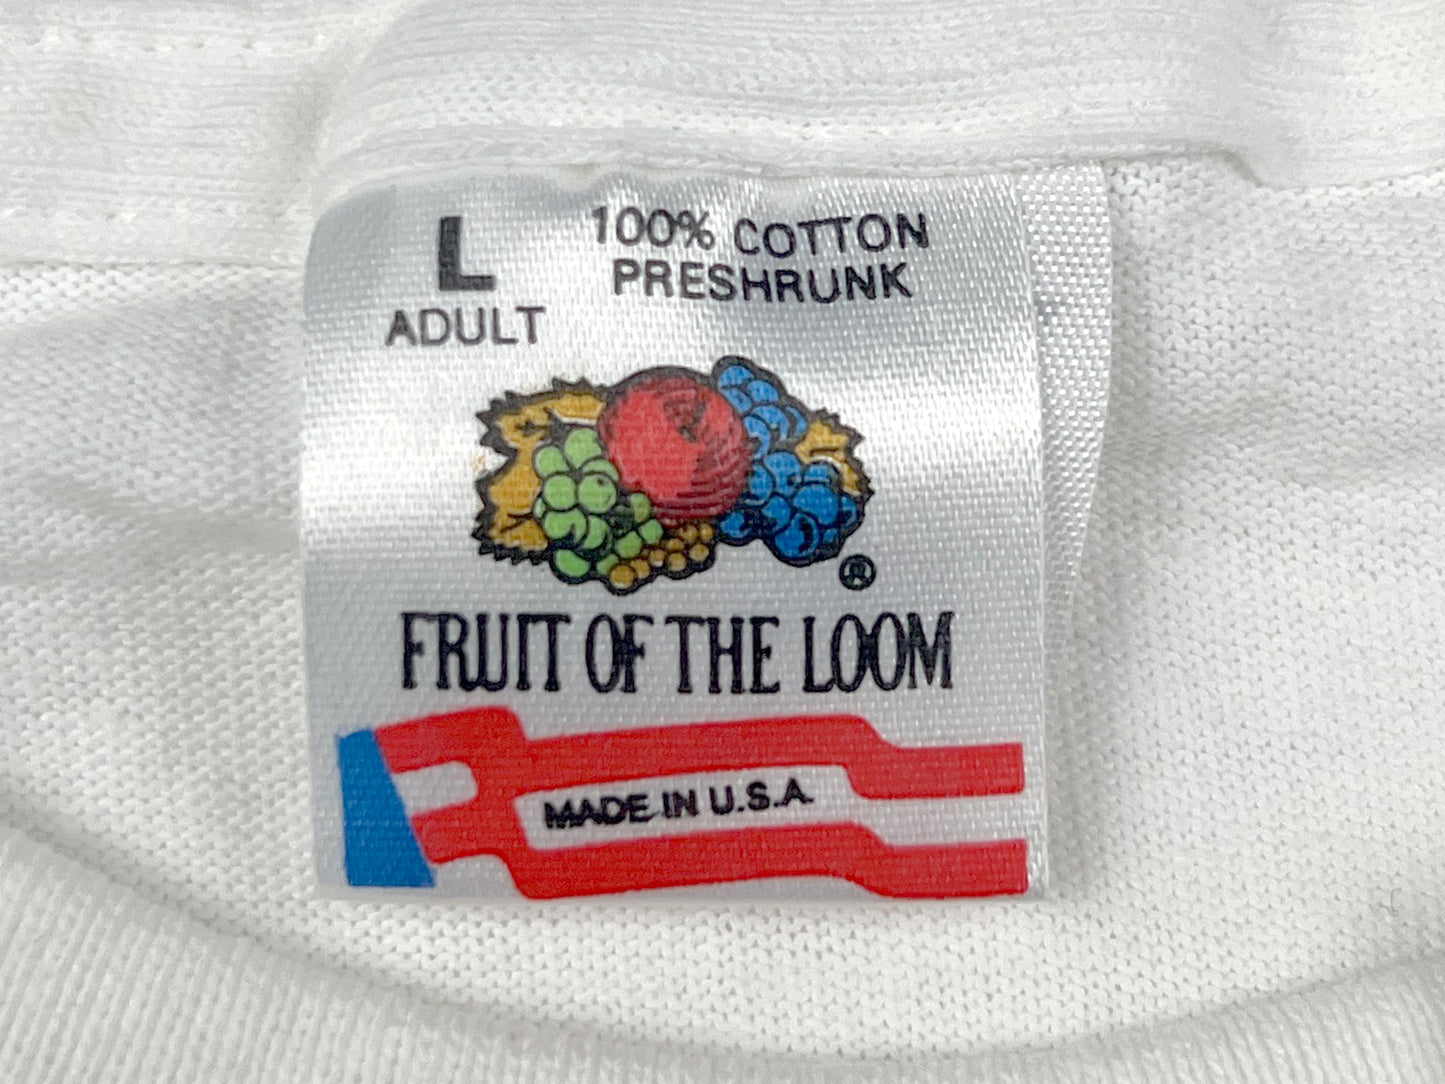 L
ADULT
100% COTTON
PRESHRUNK
®
FRUIT OF THE LOOM
MADE IN U.S.A.